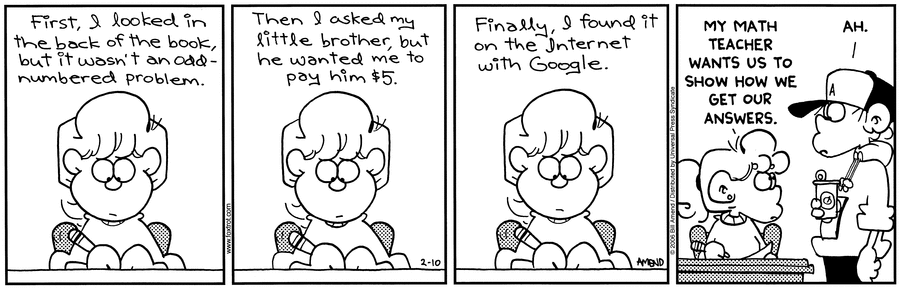 First, I looked in
the back of the book,
but it wasn't an odd-
numbered problem.
www.foxtrot.com
Then I asked my
little brother, but
he wanted me to
pay him $5.
2-10
Finally, I found it
on the Internet
with Google.
AMEND
© 2006 Bill Amend / Distributed by Universal Press Syndicate
MY MATH
TEACHER
WANTS US TO
SHOW HOW WE
GET OUR
ANSWERS.
AH.
A